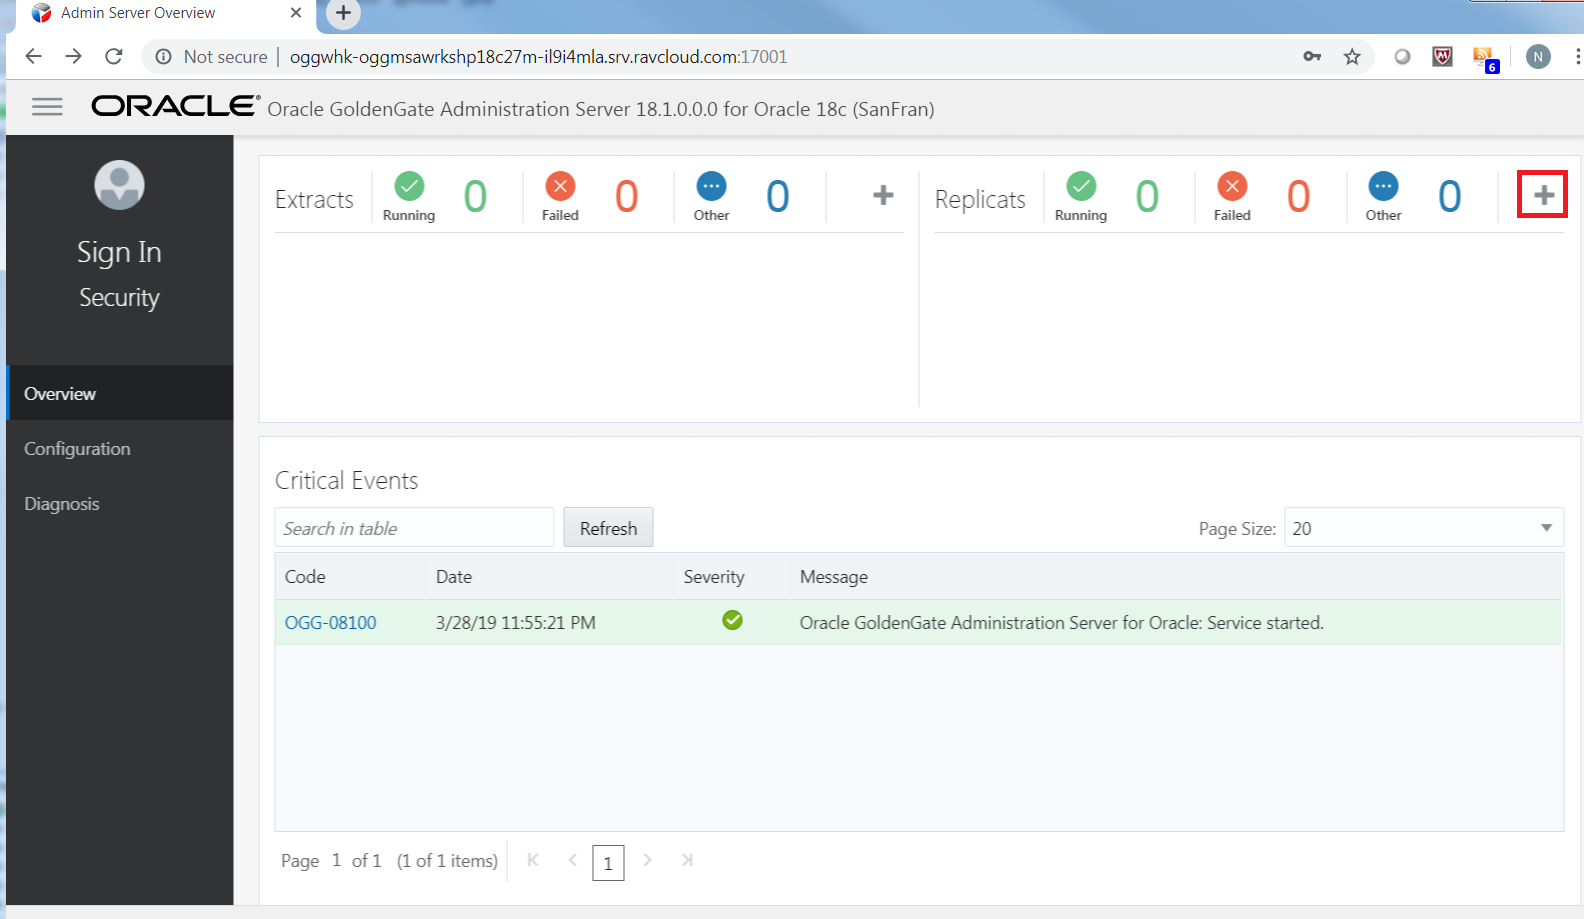 Admin Server Overview
Not secure | oggwhk-oggmsawrkshp18c27m-il9i4mla.srv.ravcloud.com:17001
6
N
ORACLE® Oracle GoldenGate Administration Server 18.1.0.0.0 for Oracle 18c (SanFran)
Sign In
Security
Overview
Configuration
Diagnosis
Extracts
Running 0
Failed 0
Other 0
Replicats
Running 0
Failed 0
Other 0
Critical Events
Search in table
Refresh
Page Size: 20
Code Date Severity Message
OGG-08100 3/28/19 11:55:21 PM Oracle GoldenGate Administration Server for Oracle: Service started.
Page 1 of 1 (1 of 1 items) 1